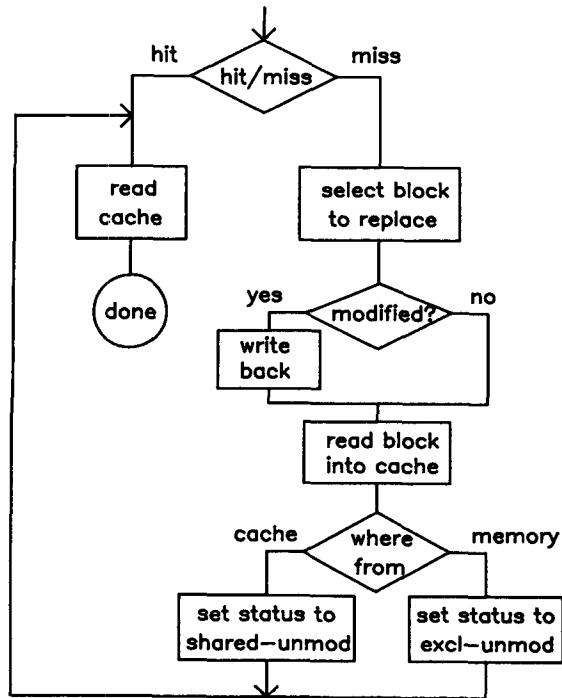 hit
miss
hit/miss
read
cache
select block
to replace
done
yes
no
modified?
write
back
read block
into cache
cache
memory
where
from
set status to
shared-unmod
set status to
excl-unmod